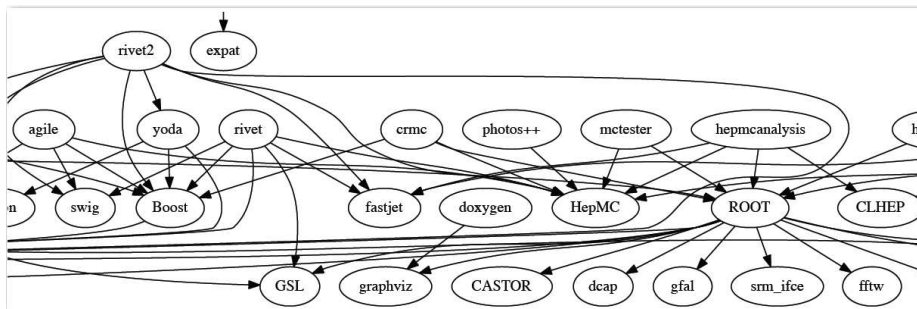 rivet2 expat
agile yoda rivet crmc photos++ mctester hepmcanalysis h
on swig Boost fastjet doxygen HepMC ROOT CLHEP
GSL graphviz CASTOR dcap gfal srm_ifce fftw